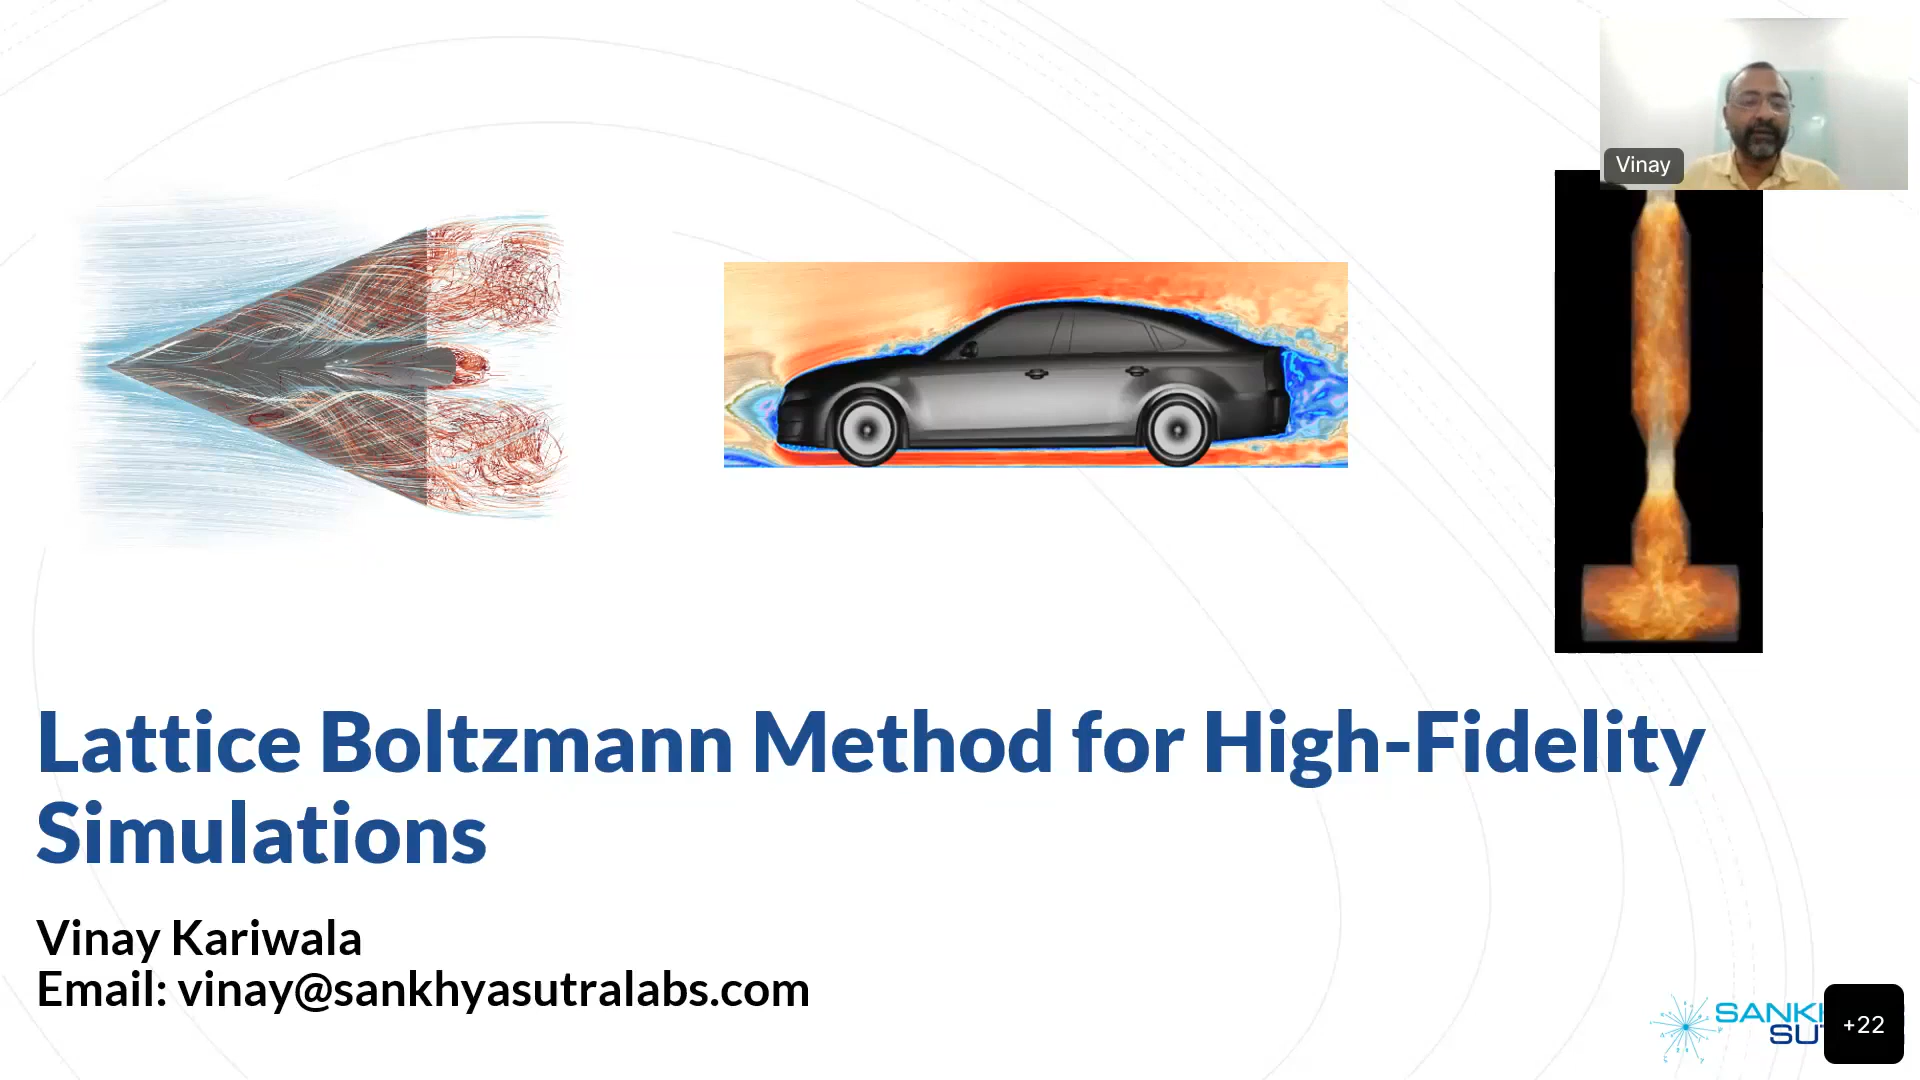 Vinay
Lattice Boltzmann Method for High-Fidelity
Simulations
Vinay Kariwala
Email: vinay@sankhyasutralabs.com
+22